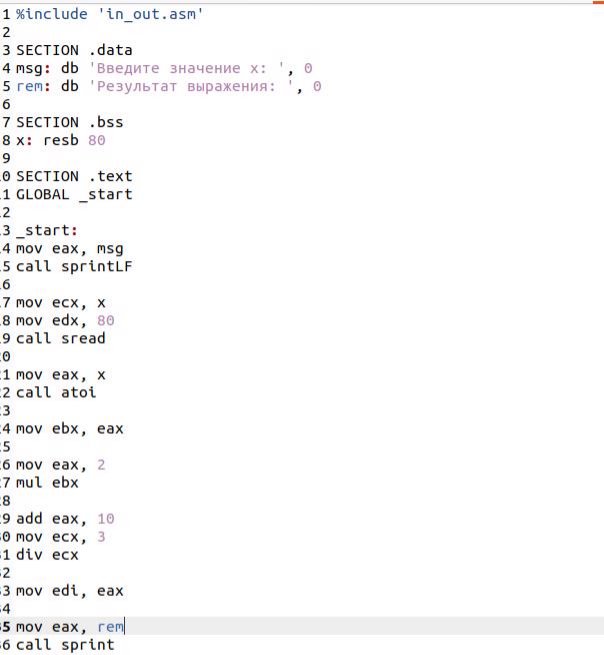 1 %include 'in_out.asm'
2
3 SECTION .data
4 msg: db 'Введите значение x: ', 0
5 rem: db 'Результат выражения: ', 0
6
7 SECTION .bss
8 x: resb 80
9
0 SECTION .text
1 GLOBAL _start
2
3 _start:
4 mov eax, msg
5 call sprintLF
6
7 mov ecx, x
8 mov edx, 80
9 call sread
0
1 mov eax, x
2 call atoi
3
4 mov ebx, eax
5
6 mov eax, 2
7 mul ebx
8
9 add eax, 10
0 mov ecx, 3
1 div ecx
2
3 mov edi, eax
4
5 mov eax, rem
6 call sprint